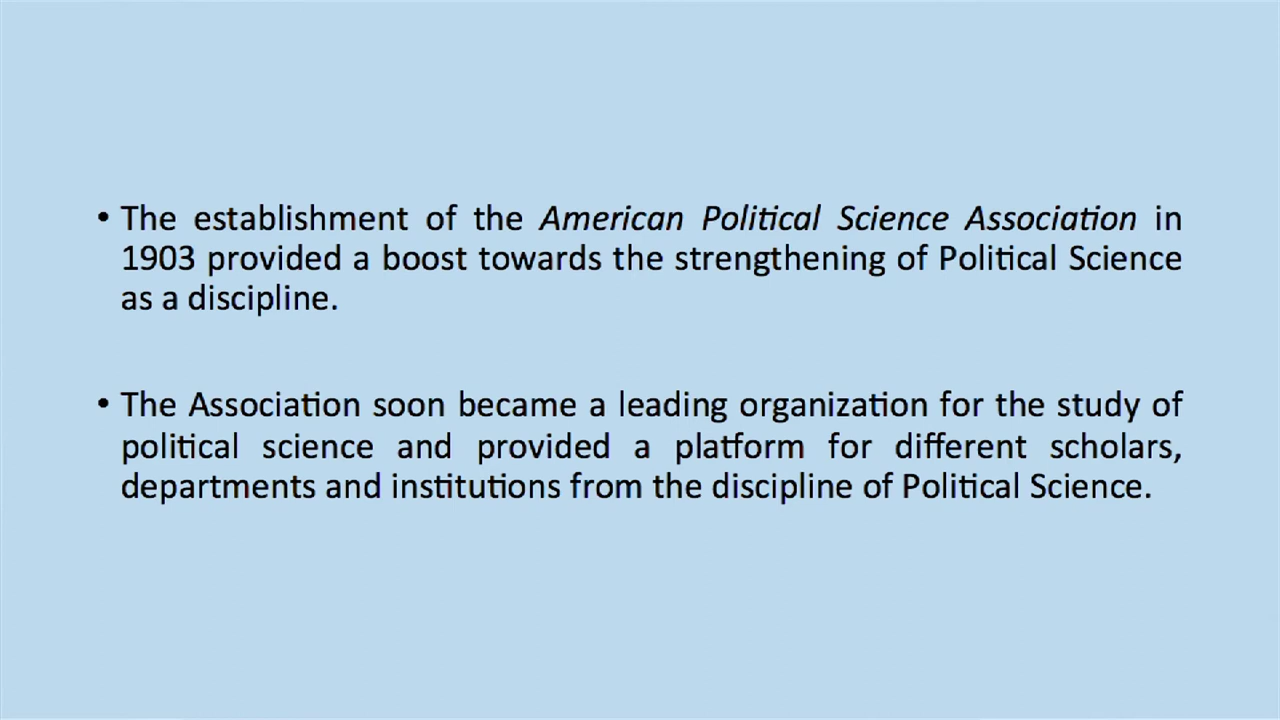 • The establishment of the American Political Science Association in
1903 provided a boost towards the strengthening of Political Science
as a discipline.
• The Association soon became a leading organization for the study of
political science and provided a platform for different scholars,
departments and institutions from the discipline of Political Science.